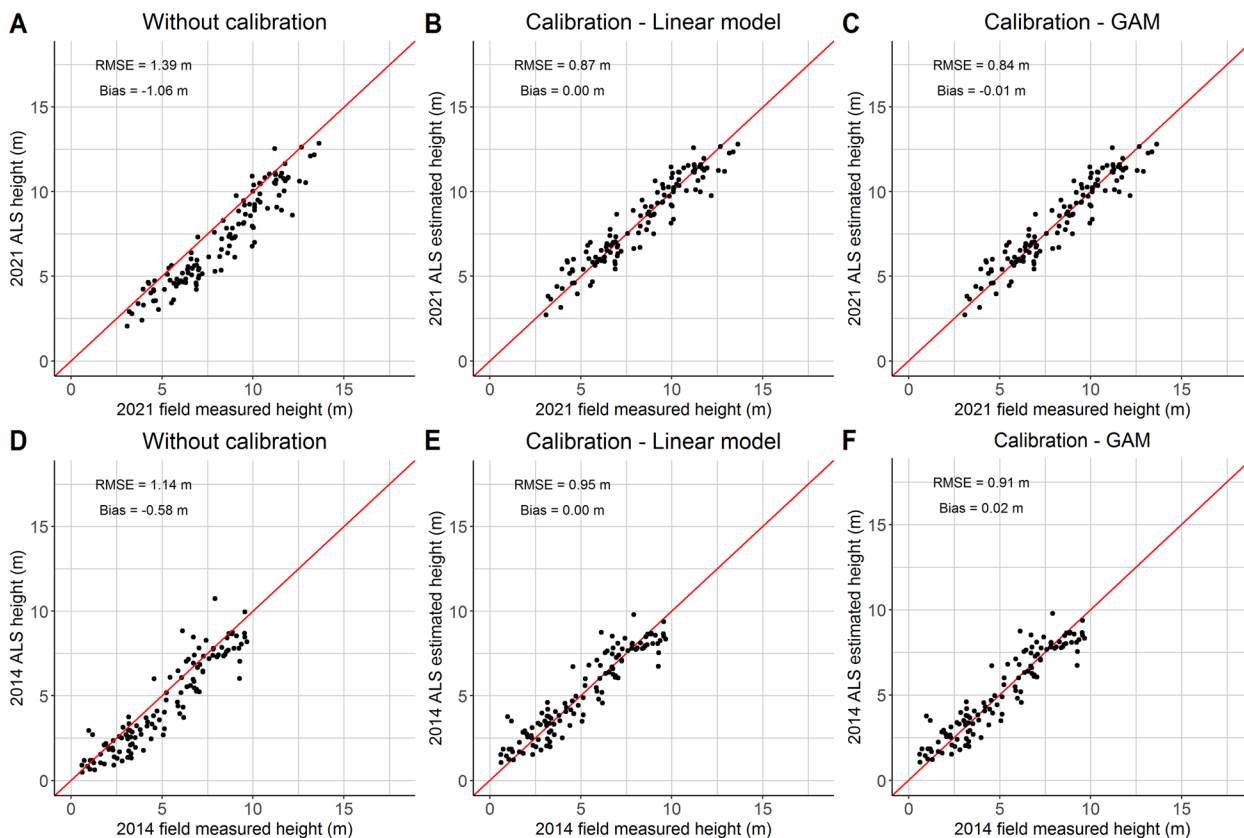 A Without calibration
RMSE = 1.39 m
Bias = -1.06 m
2021 ALS height (m)
15
10
5
0
0 5 10 15
2021 field measured height (m)
B Calibration - Linear model
RMSE = 0.87 m
Bias = 0.00 m
2021 ALS estimated height (m)
15
10
5
0
0 5 10 15
2021 field measured height (m)
C Calibration - GAM
RMSE = 0.84 m
Bias = -0.01 m
2021 ALS estimated height (m)
15
10
5
0
0 5 10 15
2021 field measured height (m)
D Without calibration
RMSE = 1.14 m
Bias = -0.58 m
2014 ALS height (m)
15
10
5
0
0 5 10 15
2014 field measured height (m)
E Calibration - Linear model
RMSE = 0.95 m
Bias = 0.00 m
2014 ALS estimated height (m)
15
10
5
0
0 5 10 15
2014 field measured height (m)
F Calibration - GAM
RMSE = 0.91 m
Bias = 0.02 m
2014 ALS estimated height (m)
15
10
5
0
0 5 10 15
2014 field measured height (m)